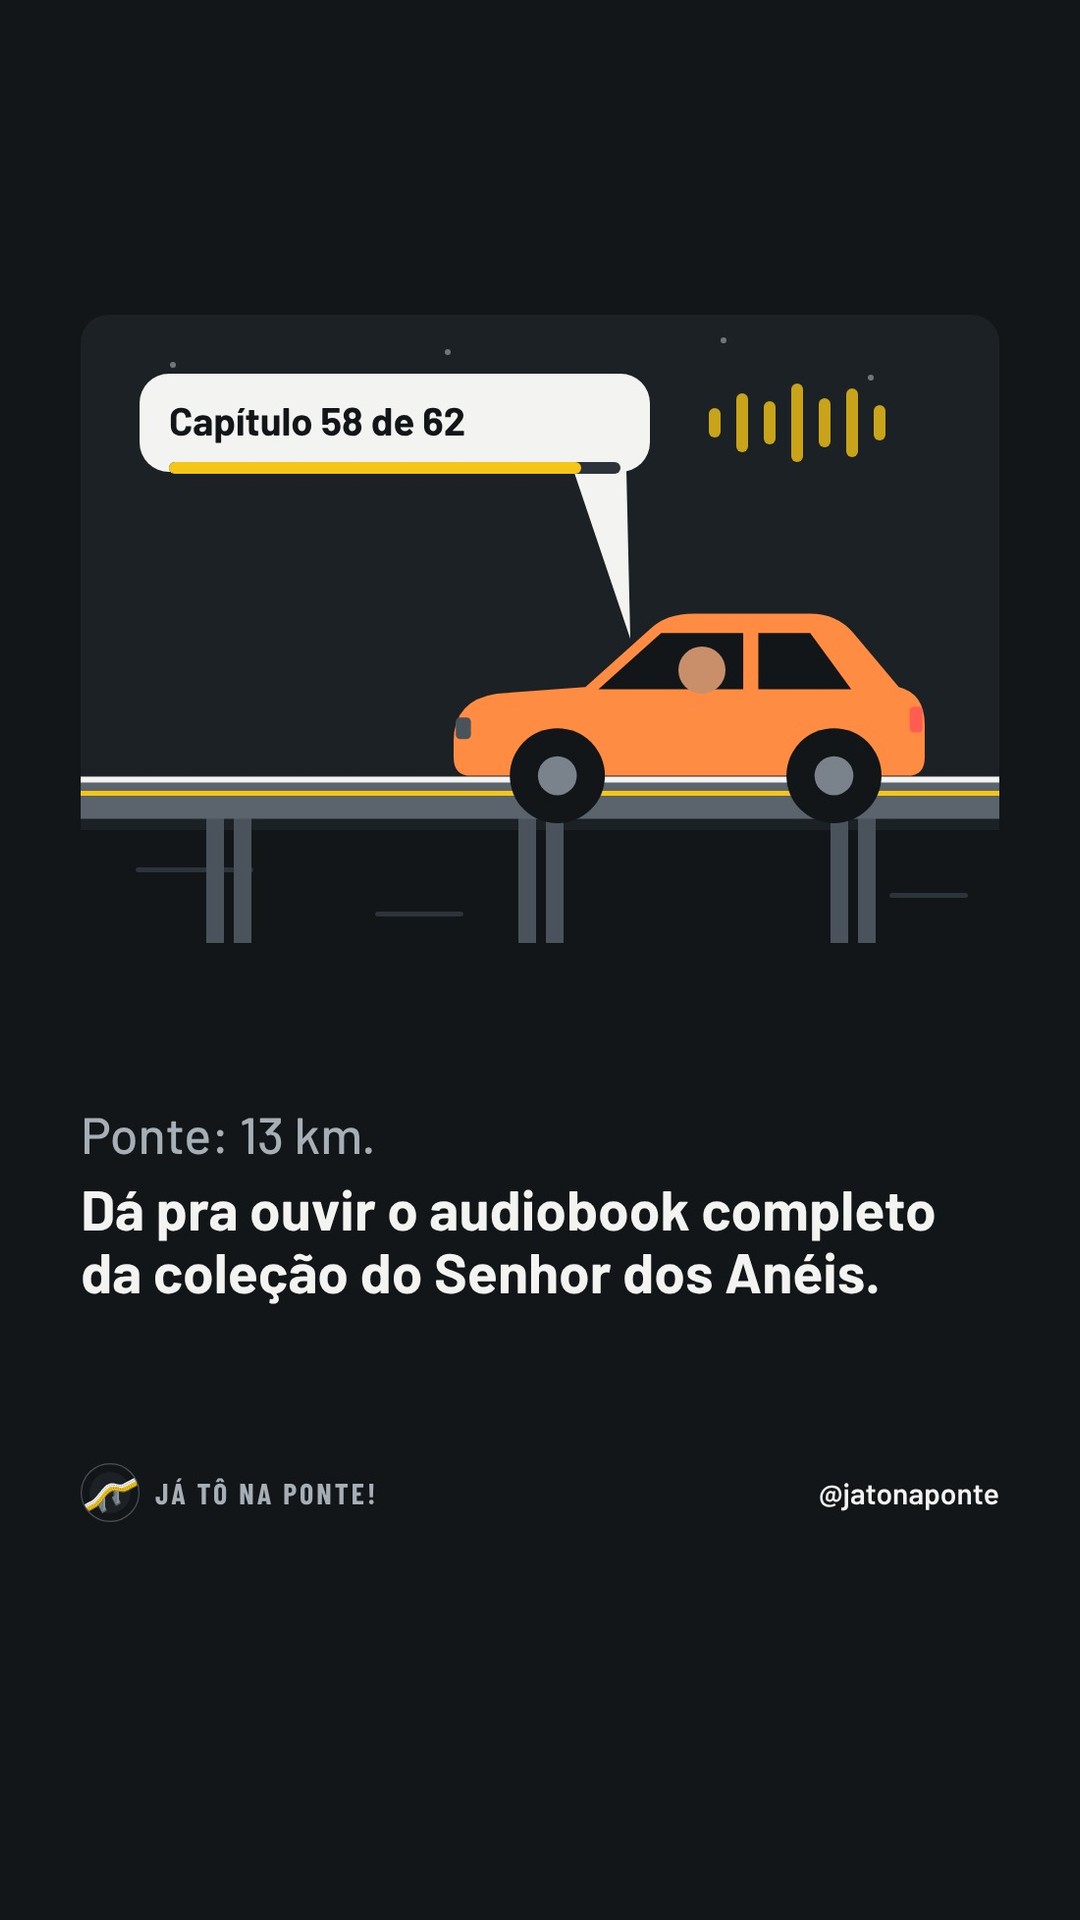 Capítulo 58 de 62
Ponte: 13 km.
Dá pra ouvir o audiobook completo
da coleção do Senhor dos Anéis.
JÁ TÔ NA PONTE!
@jatonaponte